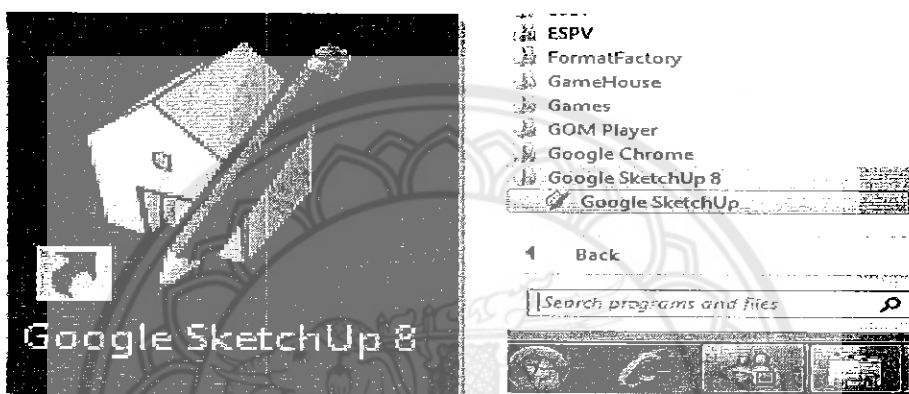 Google SketchUp 8
ESPV
FormatFactory
GameHouse
Games
GOM Player
Google Chrome
Google SketchUp 8
Google SketchUp
Back
Search programs and files